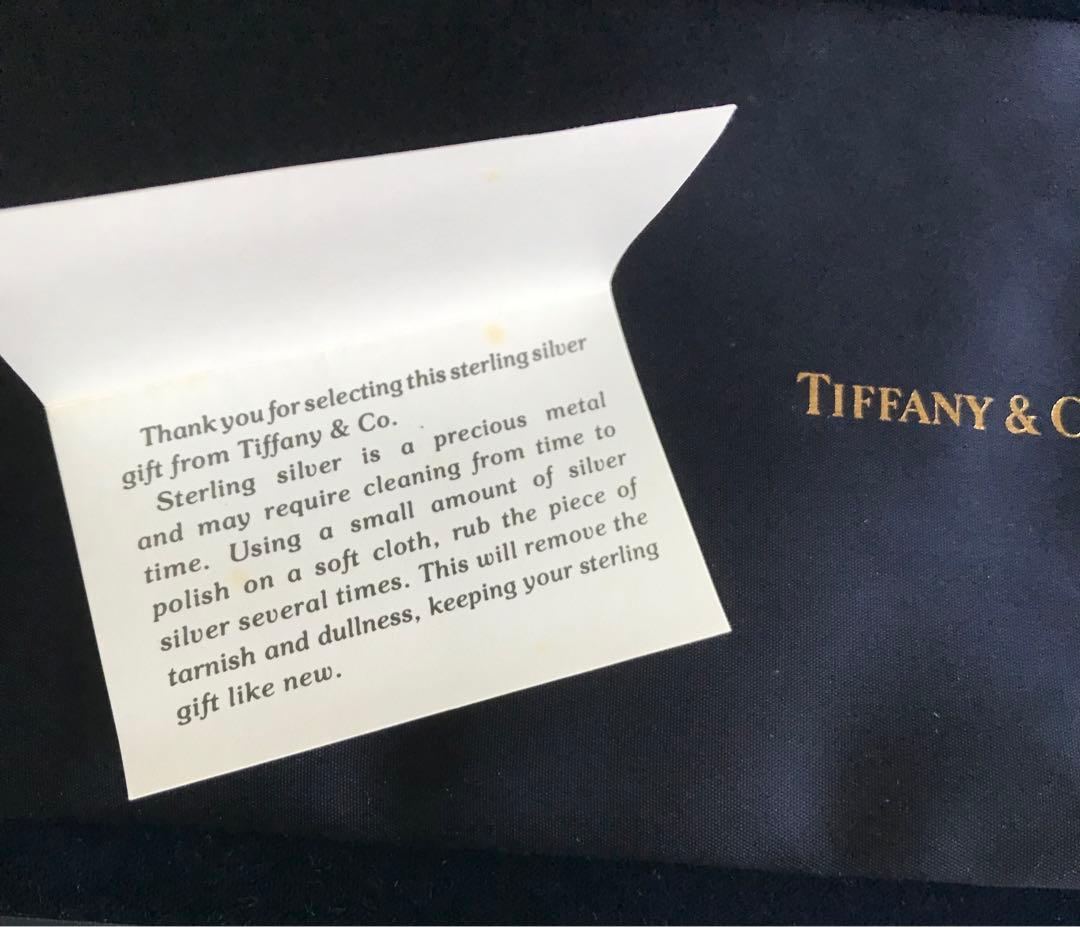 Thank you for selecting this sterling silver
gift from Tiffany & Co.
Sterling silver is a precious metal
and may require cleaning from time to
time. Using a small amount of silver
polish on a soft cloth, rub the piece of
silver several times. This will remove the
tarnish and dullness, keeping your sterling
gift like new.
TIFFANY & C